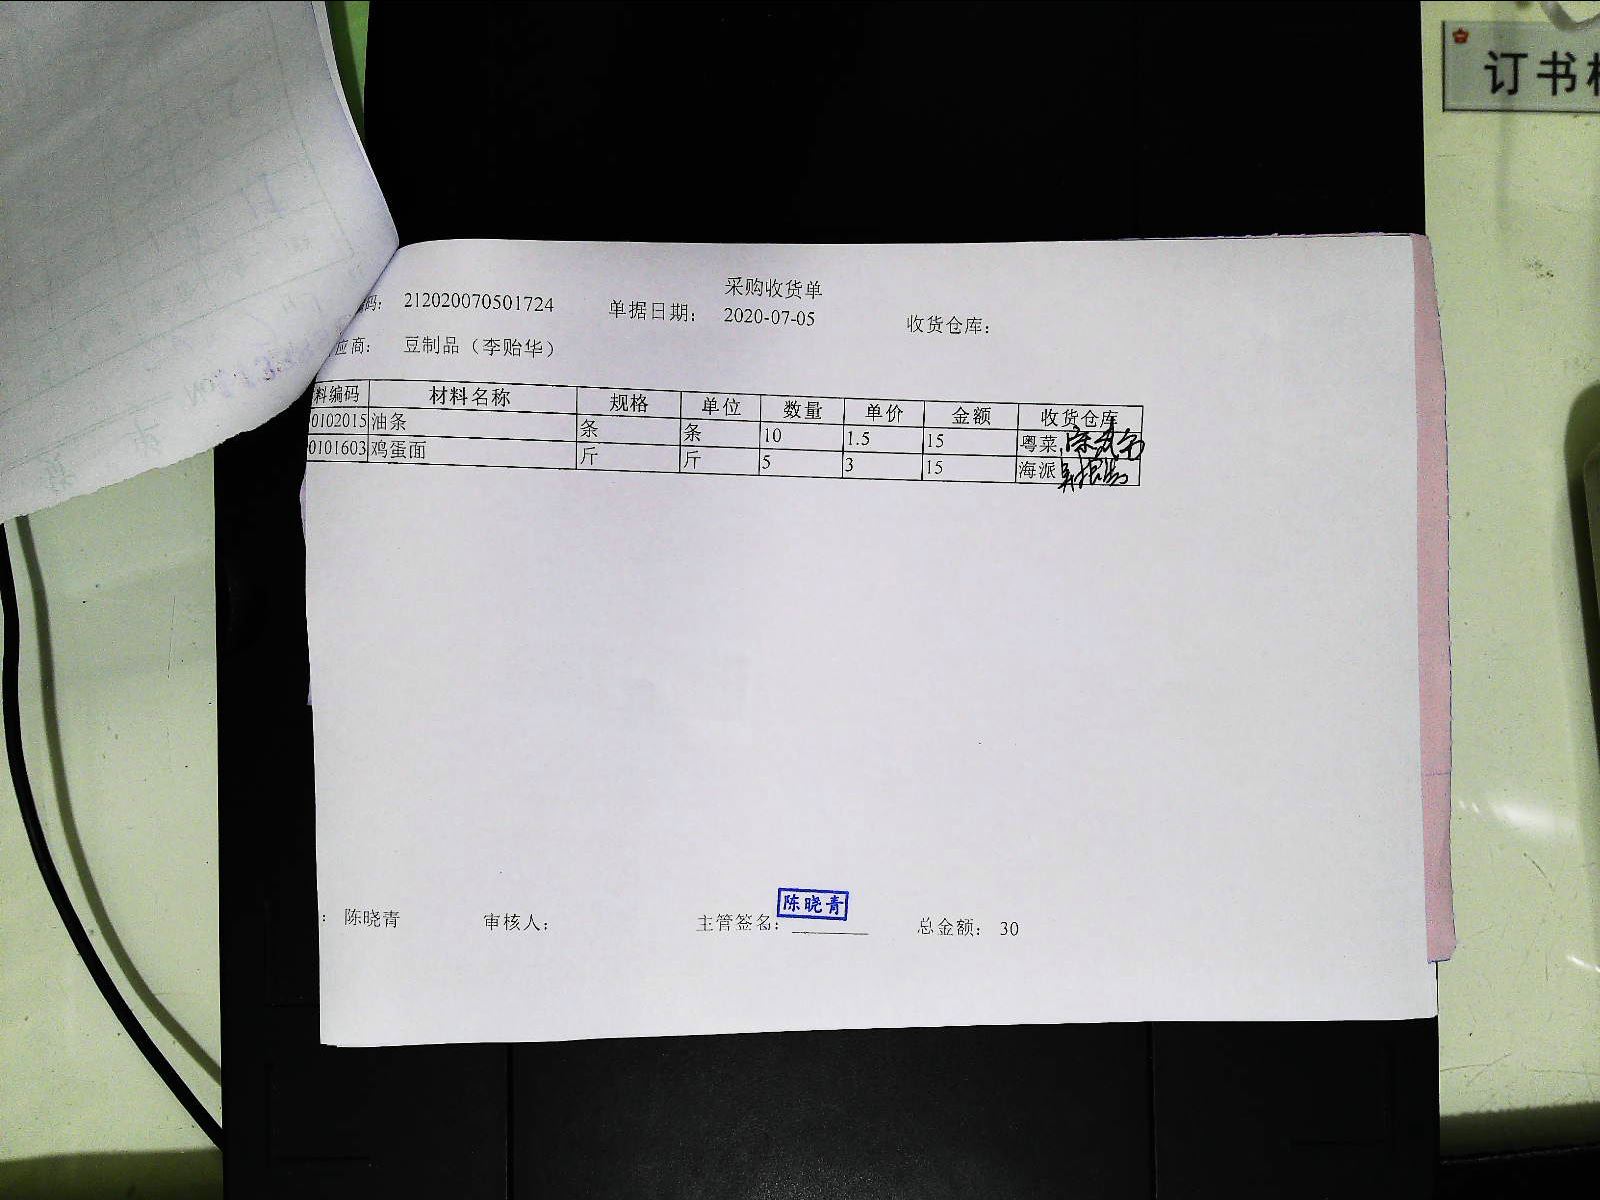 订书
采购收货单
码: 212020070501724 单据日期: 2020-07-05 收货仓库:
应商: 豆制品（李贻华）
料编码 材料名称 规格 单位 数量 单价 金额 收货仓库
0102015 油条 条 条 10 1.5 15 粤菜
0101603 鸡蛋面 斤 斤 5 3 15 海派
陈晓青
: 陈晓青 审核人: 主管签名: 总金额: 30